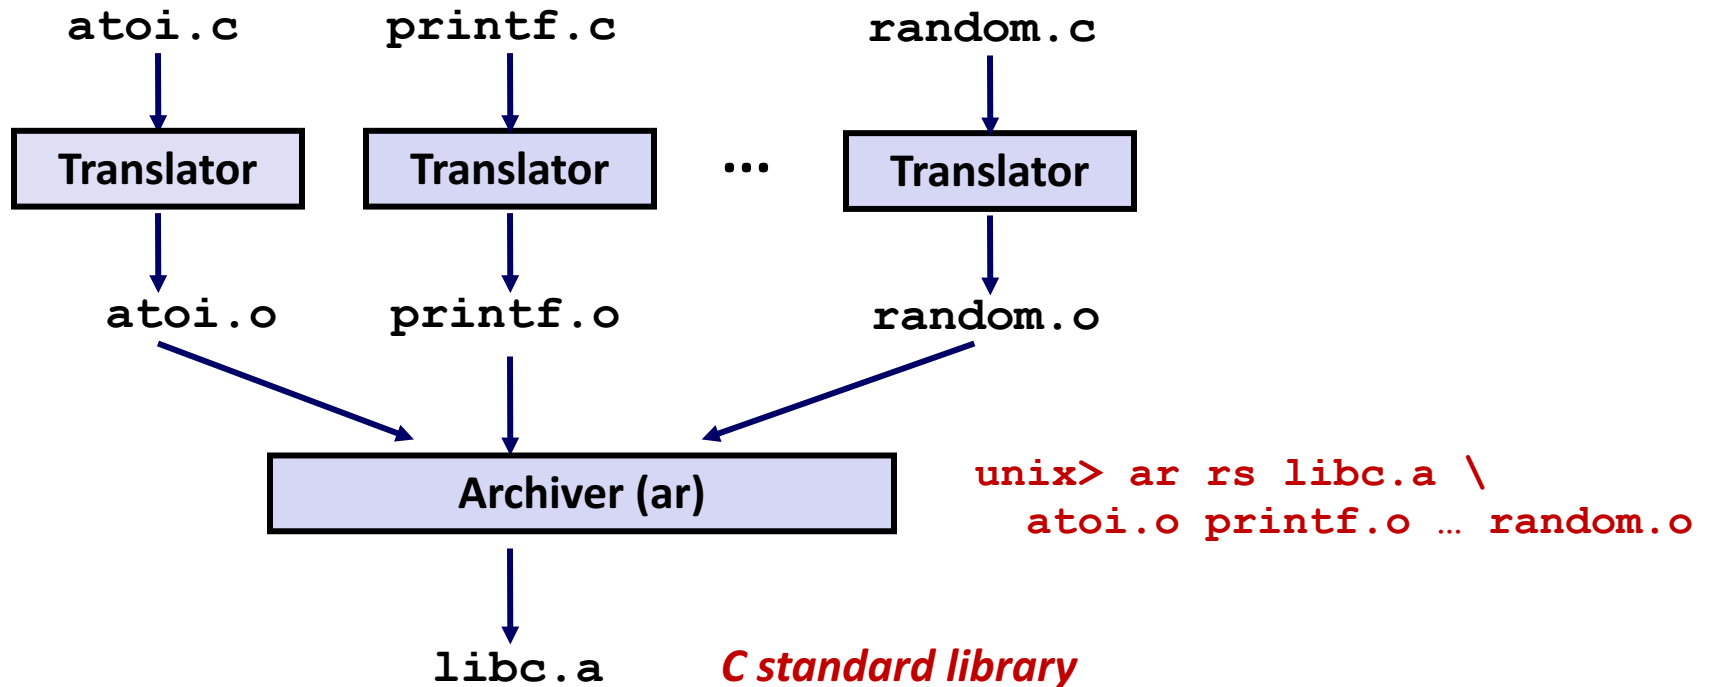 atoi.c printf.c random.c
Translator Translator ... Translator
atoi.o printf.o random.o
Archiver (ar)
unix> ar rs libc.a \
atoi.o printf.o … random.o
libc.a C standard library